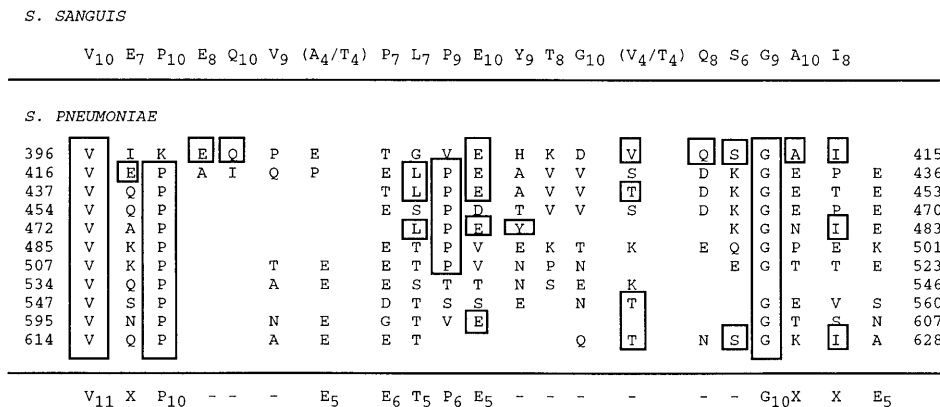 S. SANGUIS
V10 E7 P10 E8 Q10 V9 (A4/T4) P7 L7 P9 E10 Y9 T8 G10 (V4/T4) Q8 S6 G9 A10 I8
S. PNEUMONIAE
396 V I K E Q P E T G V E H K D V Q S G A I 415
416 V E P A I Q P E L P E A V V S D K G E P E 436
437 V Q P T L P E A V V T D K G E T E 453
454 V Q P E S P D T V V S D K G E P E 470
472 V A P L P E Y K G N I E 483
485 V K P E T P V E K T K E Q G P E K 501
507 V K P T E E T P V N P N E G T T E 523
534 V Q P A E E S T T N S E K 546
547 V S P D T S S E N T G E V S 560
595 V N P N E G T V E G T S N 607
614 V Q P A E E T Q T N S G K I A 628
V11 X P10 - - - E5 E6 T5 P6 E5 - - - - - - G10 X X E5